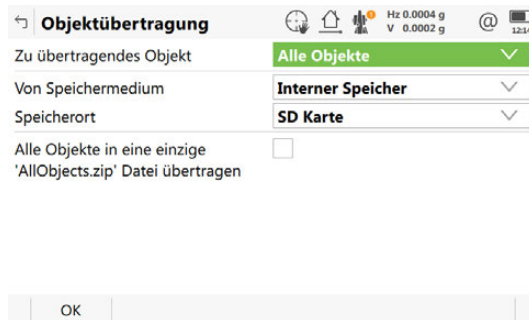 Objektübertragung
Hz 0.0004 g
V 0.0002 g
@
Zu übertragendes Objekt
Alle Objekte
Von Speichermedium
Interner Speicher
Speicherort
SD Karte
Alle Objekte in eine einzige
'AllObjects.zip' Datei übertragen
OK